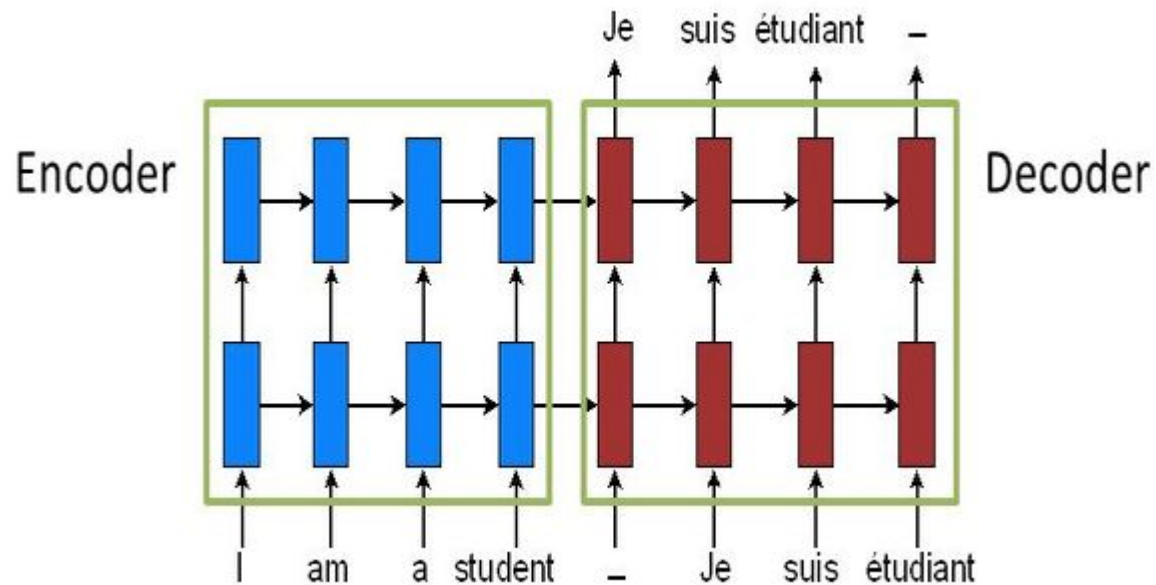 Je suis étudiant _
Encoder
Decoder
I am a student _ Je suis étudiant